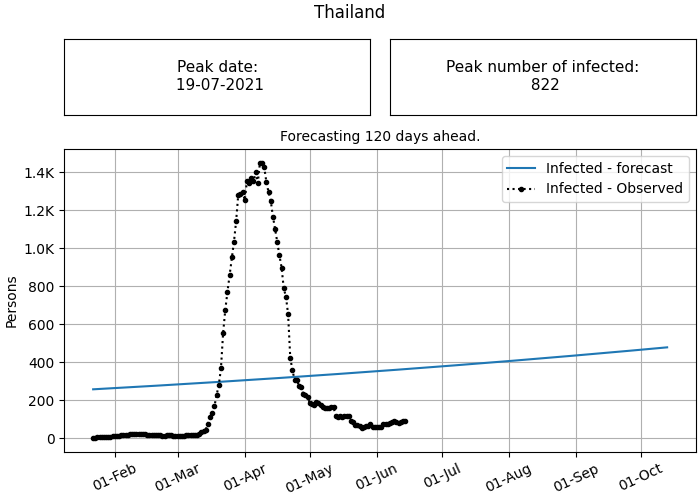 Thailand
Peak date:
19-07-2021
Peak number of infected:
822
Forecasting 120 days ahead.
Infected - forecast
Infected - Observed
1.4K
1.2K
1.0K
800
600
400
200
0
Persons
01-Feb
01-Mar
01-Apr
01-May
01-Jun
01-Jul
01-Aug
01-Sep
01-Oct